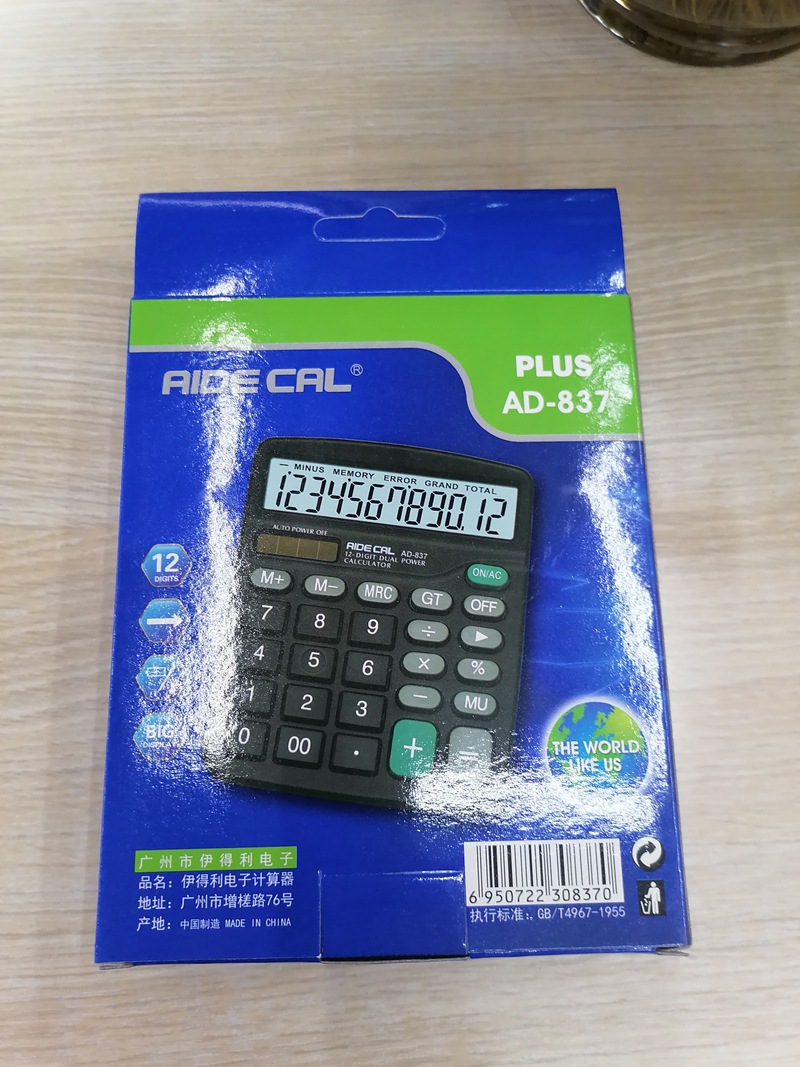 AIDE CAL®
PLUS
AD-837
— MINUS MEMORY ERROR GRAND TOTAL
1234567890.12
AUTO POWER OFF
AIDE CAL AD-837
12-DIGIT DUAL POWER
CALCULATOR
ON/AC
M+ M− MRC GT OFF
7 8 9 ÷ ▶
4 5 6 × %
1 2 3 − MU
0 00 . + =
12
DIGITS
BIG
DISPLAY
THE WORLD
LIKE US
广州市伊得利电子
品名：伊得利电子计算器
地址：广州市增槎路76号
产地：中国制造 MADE IN CHINA
6 950722 308370
执行标准：GB/T4967-1955